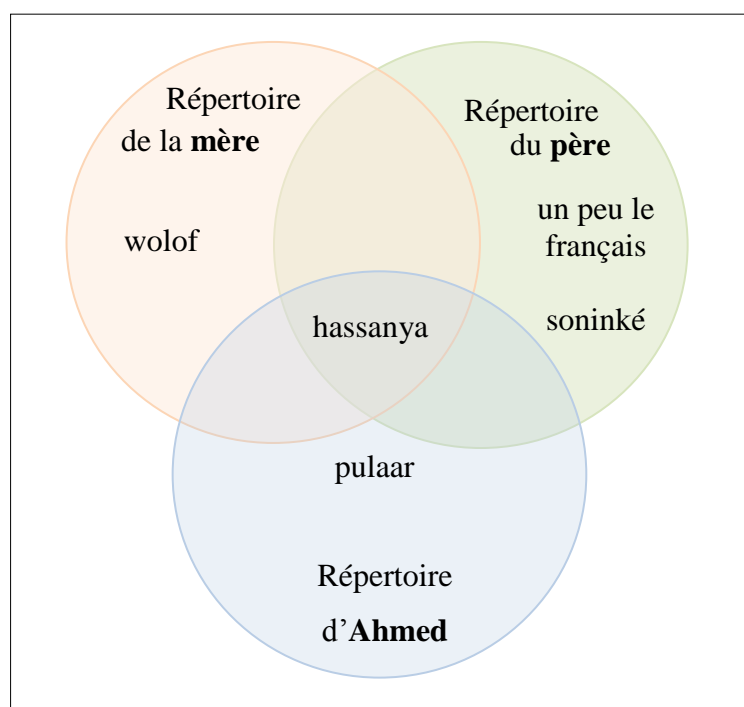 Répertoire
de la mère
wolof
Répertoire
du père
un peu le
français
soninké
hassanya
pulaar
Répertoire
d’Ahmed